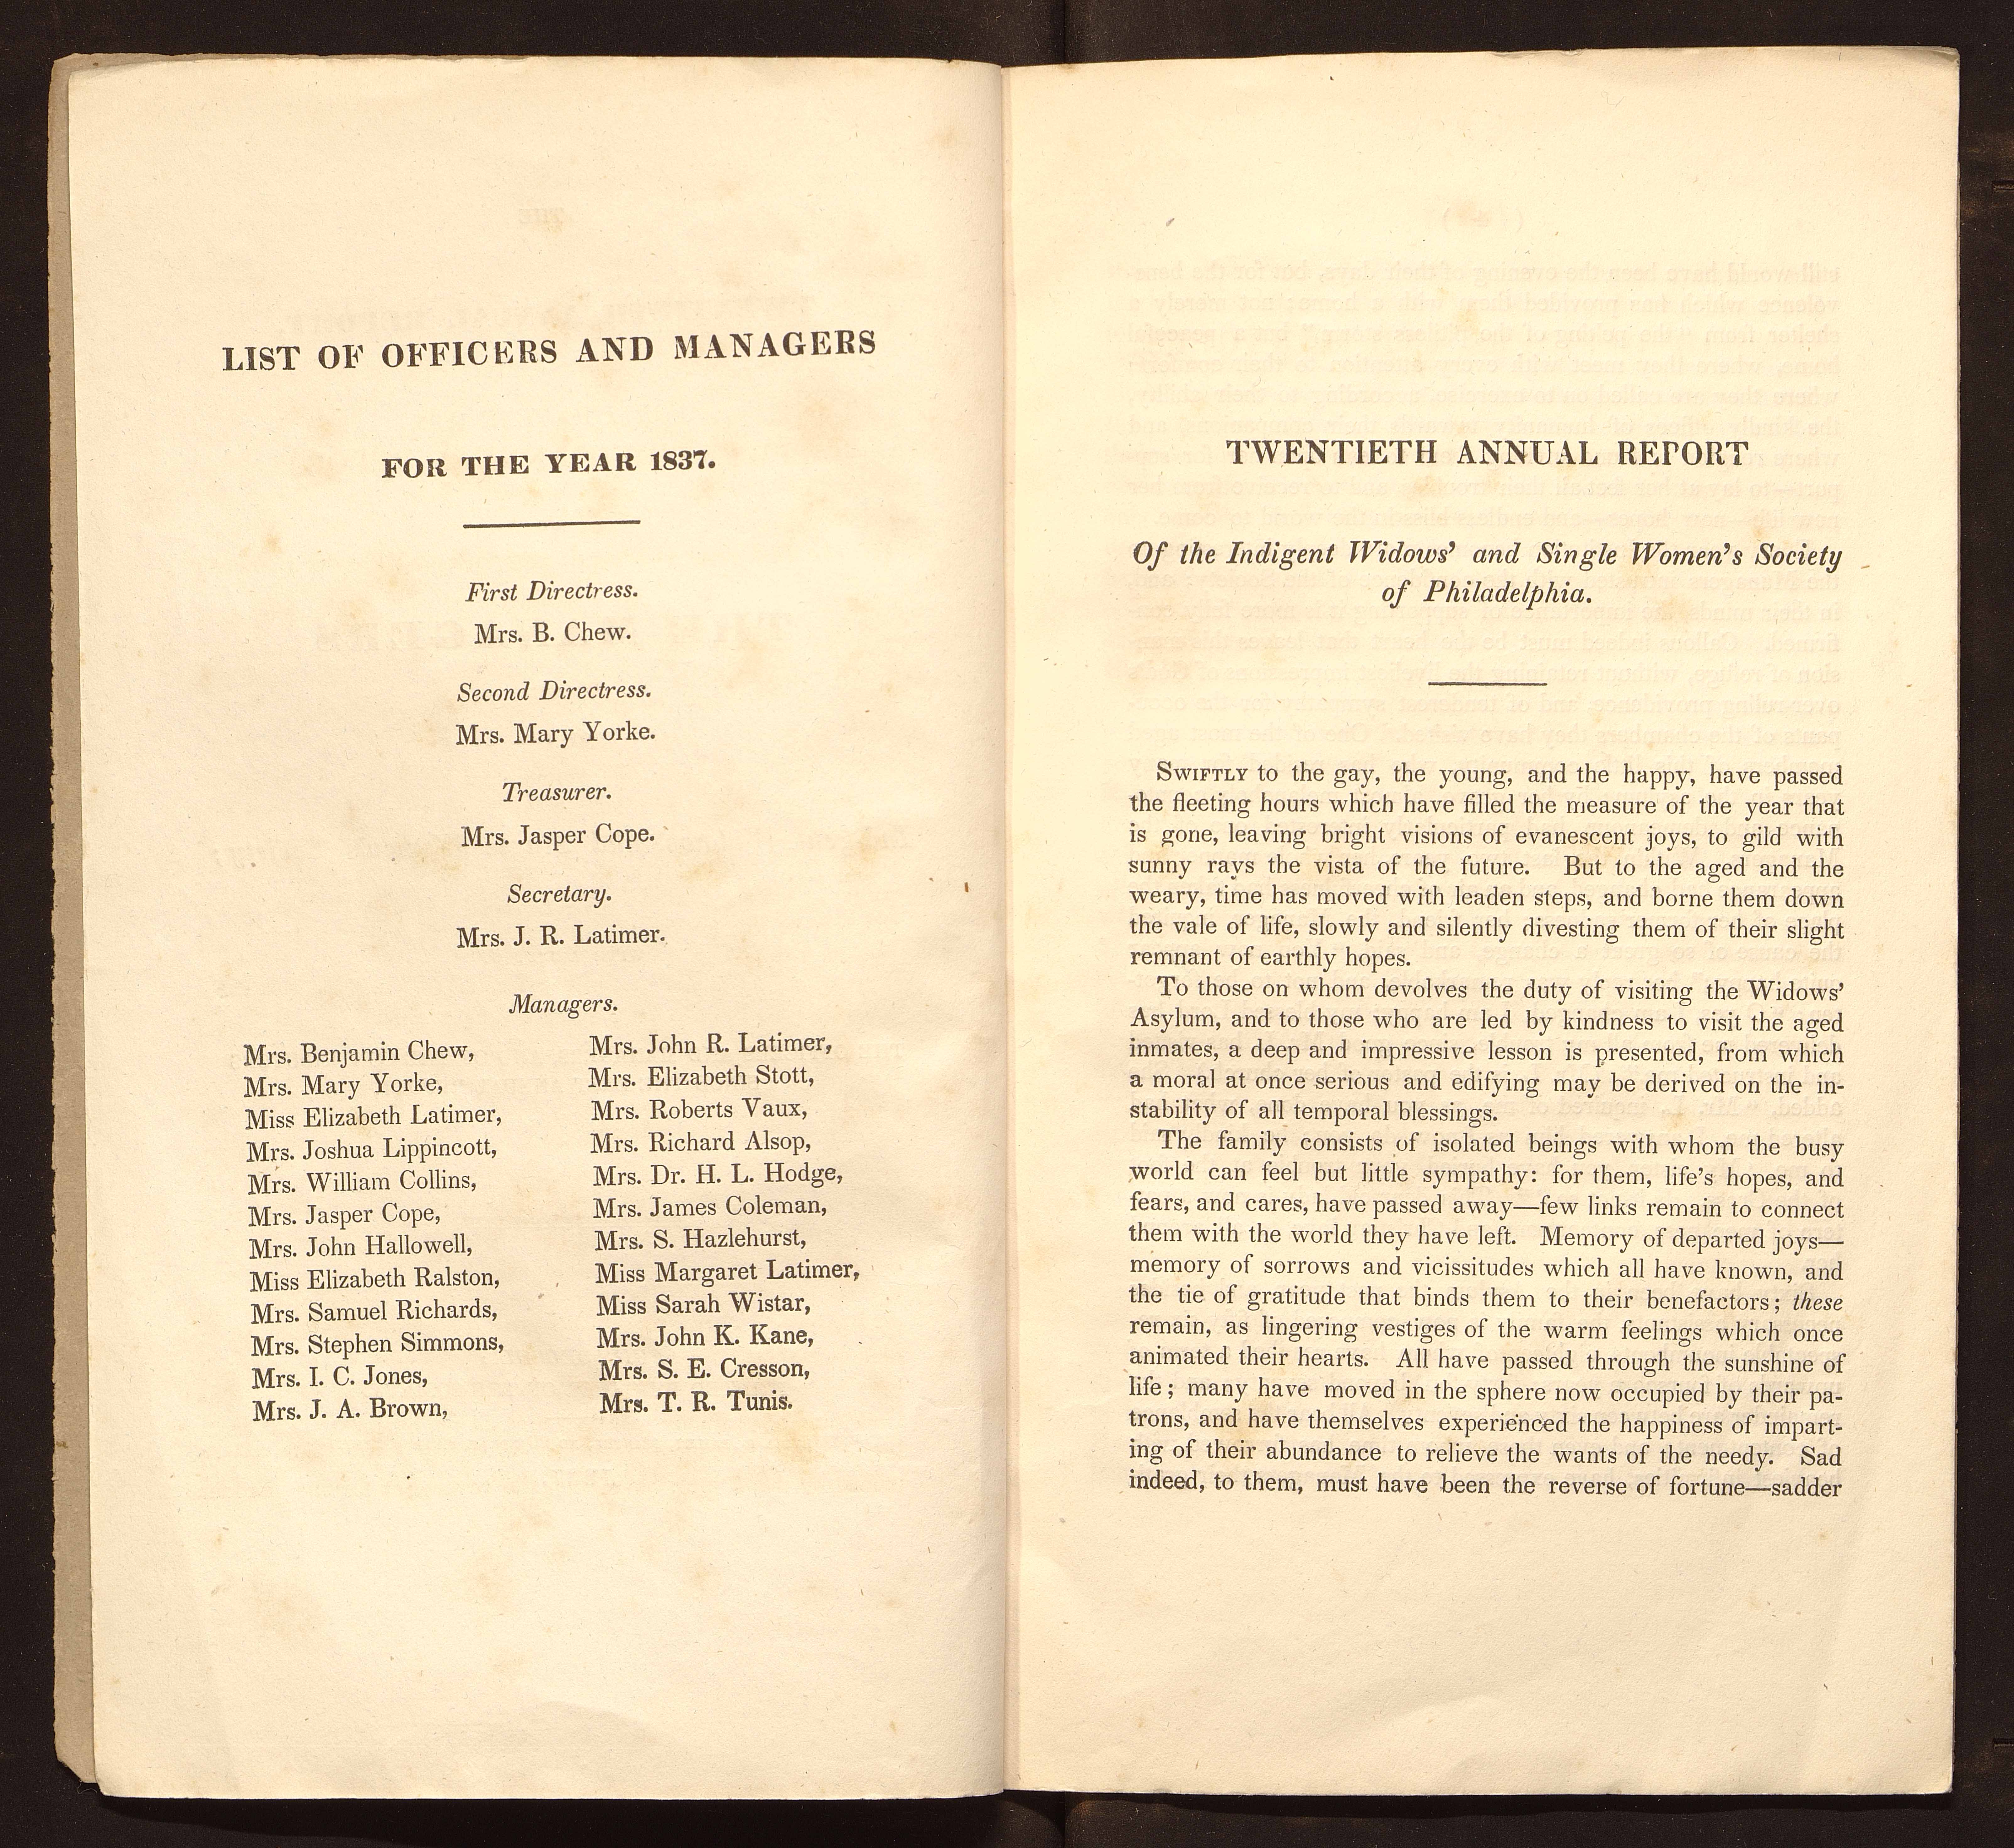 LIST OF OFFICERS AND MANAGERS
FOR THE YEAR 1837.
First Directress.
Mrs. B. Chew.
Second Directress.
Mrs. Mary Yorke.
Treasurer.
Mrs. Jasper Cope.
Secretary.
Mrs. J. R. Latimer.
Managers.
Mrs. Benjamin Chew,
Mrs. Mary Yorke,
Miss Elizabeth Latimer,
Mrs. Joshua Lippincott,
Mrs. William Collins,
Mrs. Jasper Cope,
Mrs. John Hallowell,
Miss Elizabeth Ralston,
Mrs. Samuel Richards,
Mrs. Stephen Simmons,
Mrs. I. C. Jones,
Mrs. J. A. Brown,
Mrs. John R. Latimer,
Mrs. Elizabeth Stott,
Mrs. Roberts Vaux,
Mrs. Richard Alsop,
Mrs. Dr. H. L. Hodge,
Mrs. James Coleman,
Mrs. S. Hazlehurst,
Miss Margaret Latimer,
Miss Sarah Wistar,
Mrs. John K. Kane,
Mrs. S. E. Cresson,
Mrs. T. R. Tunis.
TWENTIETH ANNUAL REPORT
Of the Indigent Widows' and Single Women's Society
of Philadelphia.
Swiftly to the gay, the young, and the happy, have passed
the fleeting hours which have filled the measure of the year that
is gone, leaving bright visions of evanescent joys, to gild with
sunny rays the vista of the future. But to the aged and the
weary, time has moved with leaden steps, and borne them down
the vale of life, slowly and silently divesting them of their slight
remnant of earthly hopes.
To those on whom devolves the duty of visiting the Widows'
Asylum, and to those who are led by kindness to visit the aged
inmates, a deep and impressive lesson is presented, from which
a moral at once serious and edifying may be derived on the in-
stability of all temporal blessings.
The family consists of isolated beings with whom the busy
world can feel but little sympathy: for them, life's hopes, and
fears, and cares, have passed away—few links remain to connect
them with the world they have left. Memory of departed joys—
memory of sorrows and vicissitudes which all have known, and
the tie of gratitude that binds them to their benefactors; these
remain, as lingering vestiges of the warm feelings which once
animated their hearts. All have passed through the sunshine of
life; many have moved in the sphere now occupied by their pa-
trons, and have themselves experienced the happiness of impart-
ing of their abundance to relieve the wants of the needy. Sad
indeed, to them, must have been the reverse of fortune—sadder